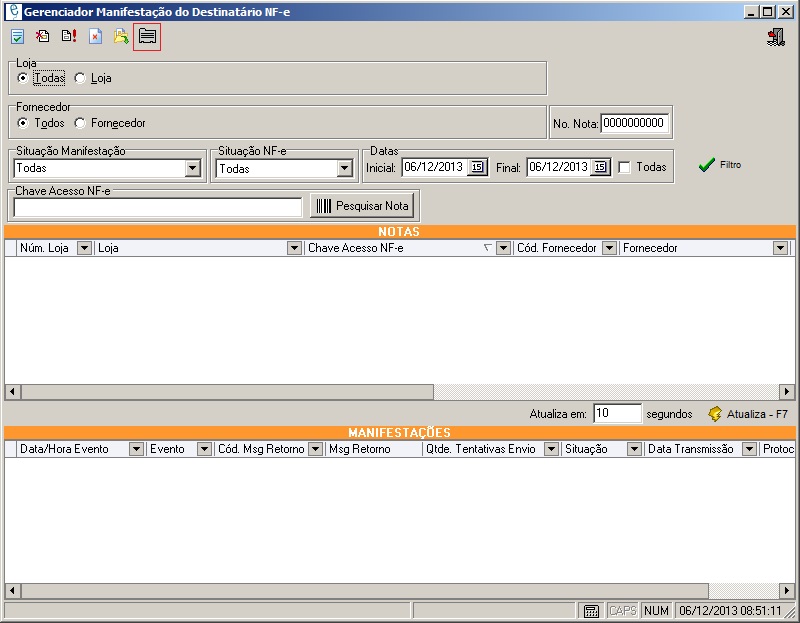 Gerenciador Manifestação do Destinatário NF-e
Loja
Todas Loja
Fornecedor
Todos Fornecedor
No. Nota: 0000000000
Situação Manifestação Situação NF-e Datas
Todas Todas Inicial: 06/12/2013 15 Final: 06/12/2013 15 Todas Filtro
Chave Acesso NF-e
Pesquisar Nota
NOTAS
Núm. Loja Loja Chave Acesso NF-e Cód. Fornecedor Fornecedor
Atualiza em: 10 segundos Atualiza - F7
MANIFESTAÇÕES
Data/Hora Evento Evento Cód. Msg Retorno Msg Retorno Qtde. Tentativas Envio Situação Data Transmissão Protoc
CAPS NUM 06/12/2013 08:51:11